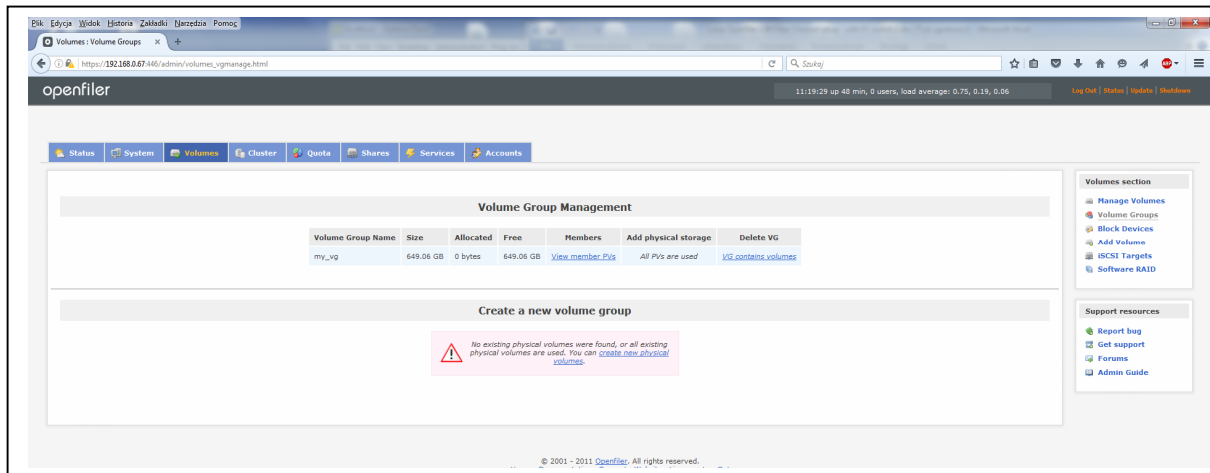 Plik Edycja Widok Historia Zakładki Narzędzia Pomoc
Volumes : Volume Groups × +
https://192.168.0.67:446/admin/volumes_vgmanage.html Szukaj ABP
openfiler 11:19:29 up 48 min, 0 users, load average: 0.75, 0.19, 0.06 Log Out | Status | Update | Shutdown
Status System Volumes Cluster Quota Shares Services Accounts
Volume Group Management
Volume Group Name Size Allocated Free Members Add physical storage Delete VG
my_vg 649.06 GB 0 bytes 649.06 GB View member PVs All PVs are used VG contains volumes
Create a new volume group
No existing physical volumes were found, or all existing
physical volumes are used. You can create new physical
volumes.
Volumes section
Manage Volumes
Volume Groups
Block Devices
Add Volume
iSCSI Targets
Software RAID
Support resources
Report bug
Get support
Forums
Admin Guide
© 2001 - 2011 Openfiler. All rights reserved.